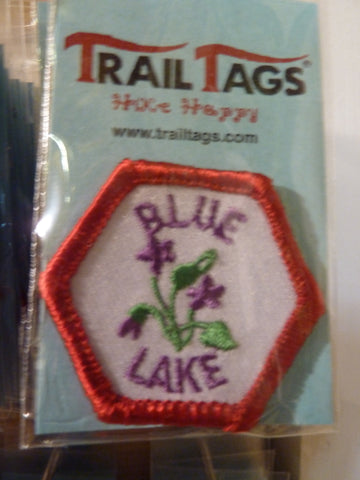 TRAIL TAGS®
Hike Happy
www.trailtags.com
BLUE
LAKE